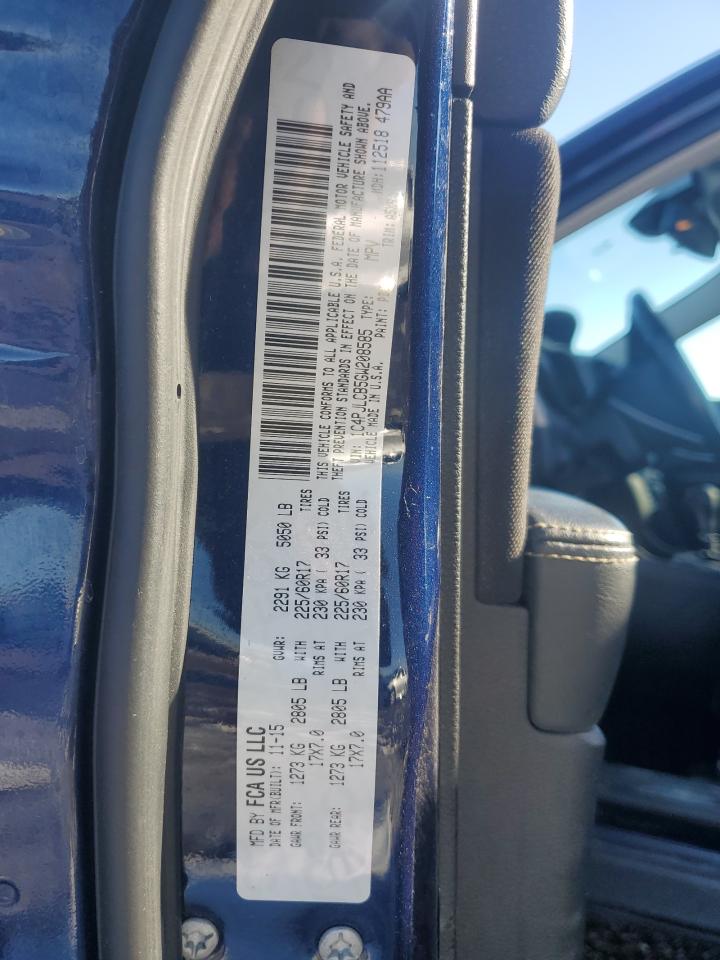 MFD BY FCA US LLC
DATE OF MFR(BUILT): 11-15 GVWR: 2291 KG 5050 LB
GAWR FRONT: 1273 KG 2805 LB WITH 225/60R17 TIRES
17X7.0 RIMS AT 230 KPA ( 33 PSI) COLD
GAWR REAR: 1273 KG 2805 LB WITH 225/60R17 TIRES
17X7.0 RIMS AT 230 KPA ( 33 PSI) COLD
THIS VEHICLE CONFORMS TO ALL APPLICABLE U.S.A. FEDERAL MOTOR VEHICLE SAFETY AND
THEFT PREVENTION STANDARDS IN EFFECT ON THE DATE OF MANUFACTURE SHOWN ABOVE.
VIN: 1C4PJLCB5GW208585 TYPE: MPV MDH: 112518 479AA
VEHICLE MADE IN U.S.A. PAINT: TRIM: